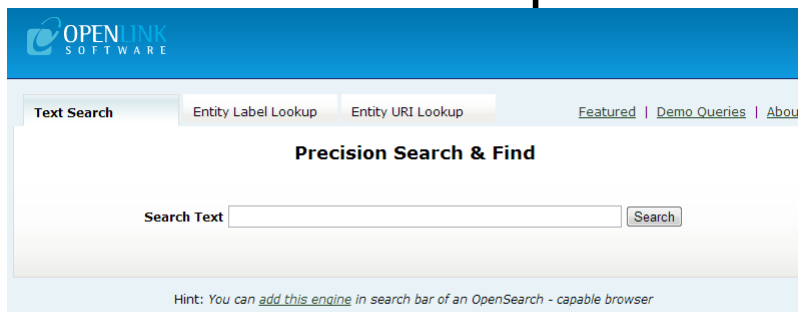 OPENLINK
SOFTWARE
Text Search Entity Label Lookup Entity URI Lookup Featured | Demo Queries | Abou
Precision Search & Find
Search Text Search
Hint: You can add this engine in search bar of an OpenSearch - capable browser